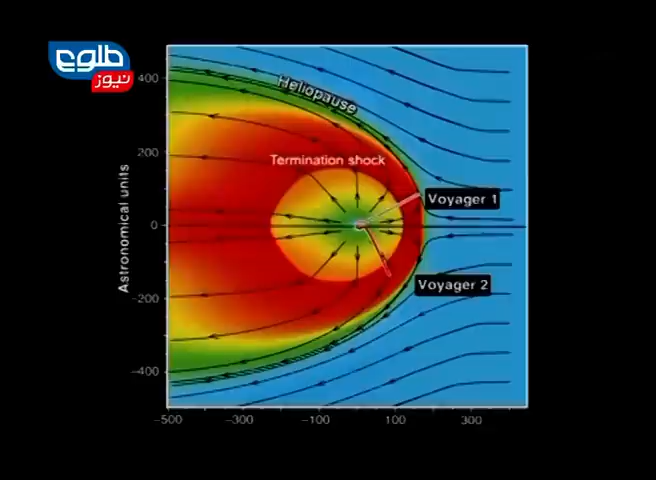 طلوع
نیوز
Heliopause
Termination shock
Voyager 1
Voyager 2
Astronomical units
400
200
0
-200
-400
-500
-300
-100
100
300